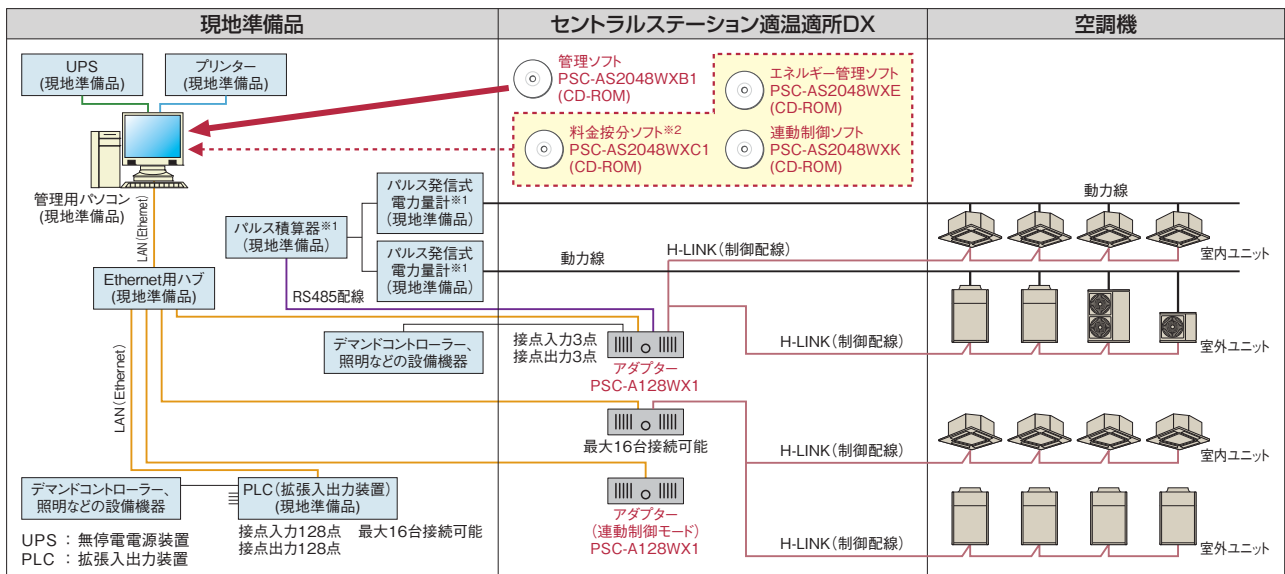 現地準備品
セントラルステーション適温適所DX
空調機
UPS
(現地準備品)
プリンター
(現地準備品)
管理用パソコン
(現地準備品)
LAN(Ethernet)
Ethernet用ハブ
(現地準備品)
LAN(Ethernet)
管理ソフト
PSC-AS2048WXB1
(CD-ROM)
エネルギー管理ソフト
PSC-AS2048WXE
(CD-ROM)
料金按分ソフト※2
PSC-AS2048WXC1
(CD-ROM)
連動制御ソフト
PSC-AS2048WXK
(CD-ROM)
パルス発信式
電力量計※1
(現地準備品)
パルス積算器※1
(現地準備品)
パルス発信式
電力量計※1
(現地準備品)
動力線
動力線
H-LINK(制御配線)
室内ユニット
RS485配線
デマンドコントローラー、
照明などの設備機器
接点入力3点
接点出力3点
アダプター
PSC-A128WX1
H-LINK(制御配線)
室外ユニット
最大16台接続可能
H-LINK(制御配線)
室内ユニット
デマンドコントローラー、
照明などの設備機器
PLC(拡張入出力装置)
(現地準備品)
接点入力128点 最大16台接続可能
接点出力128点
アダプター
(連動制御モード)
PSC-A128WX1
H-LINK(制御配線)
室外ユニット
UPS : 無停電電源装置
PLC : 拡張入出力装置